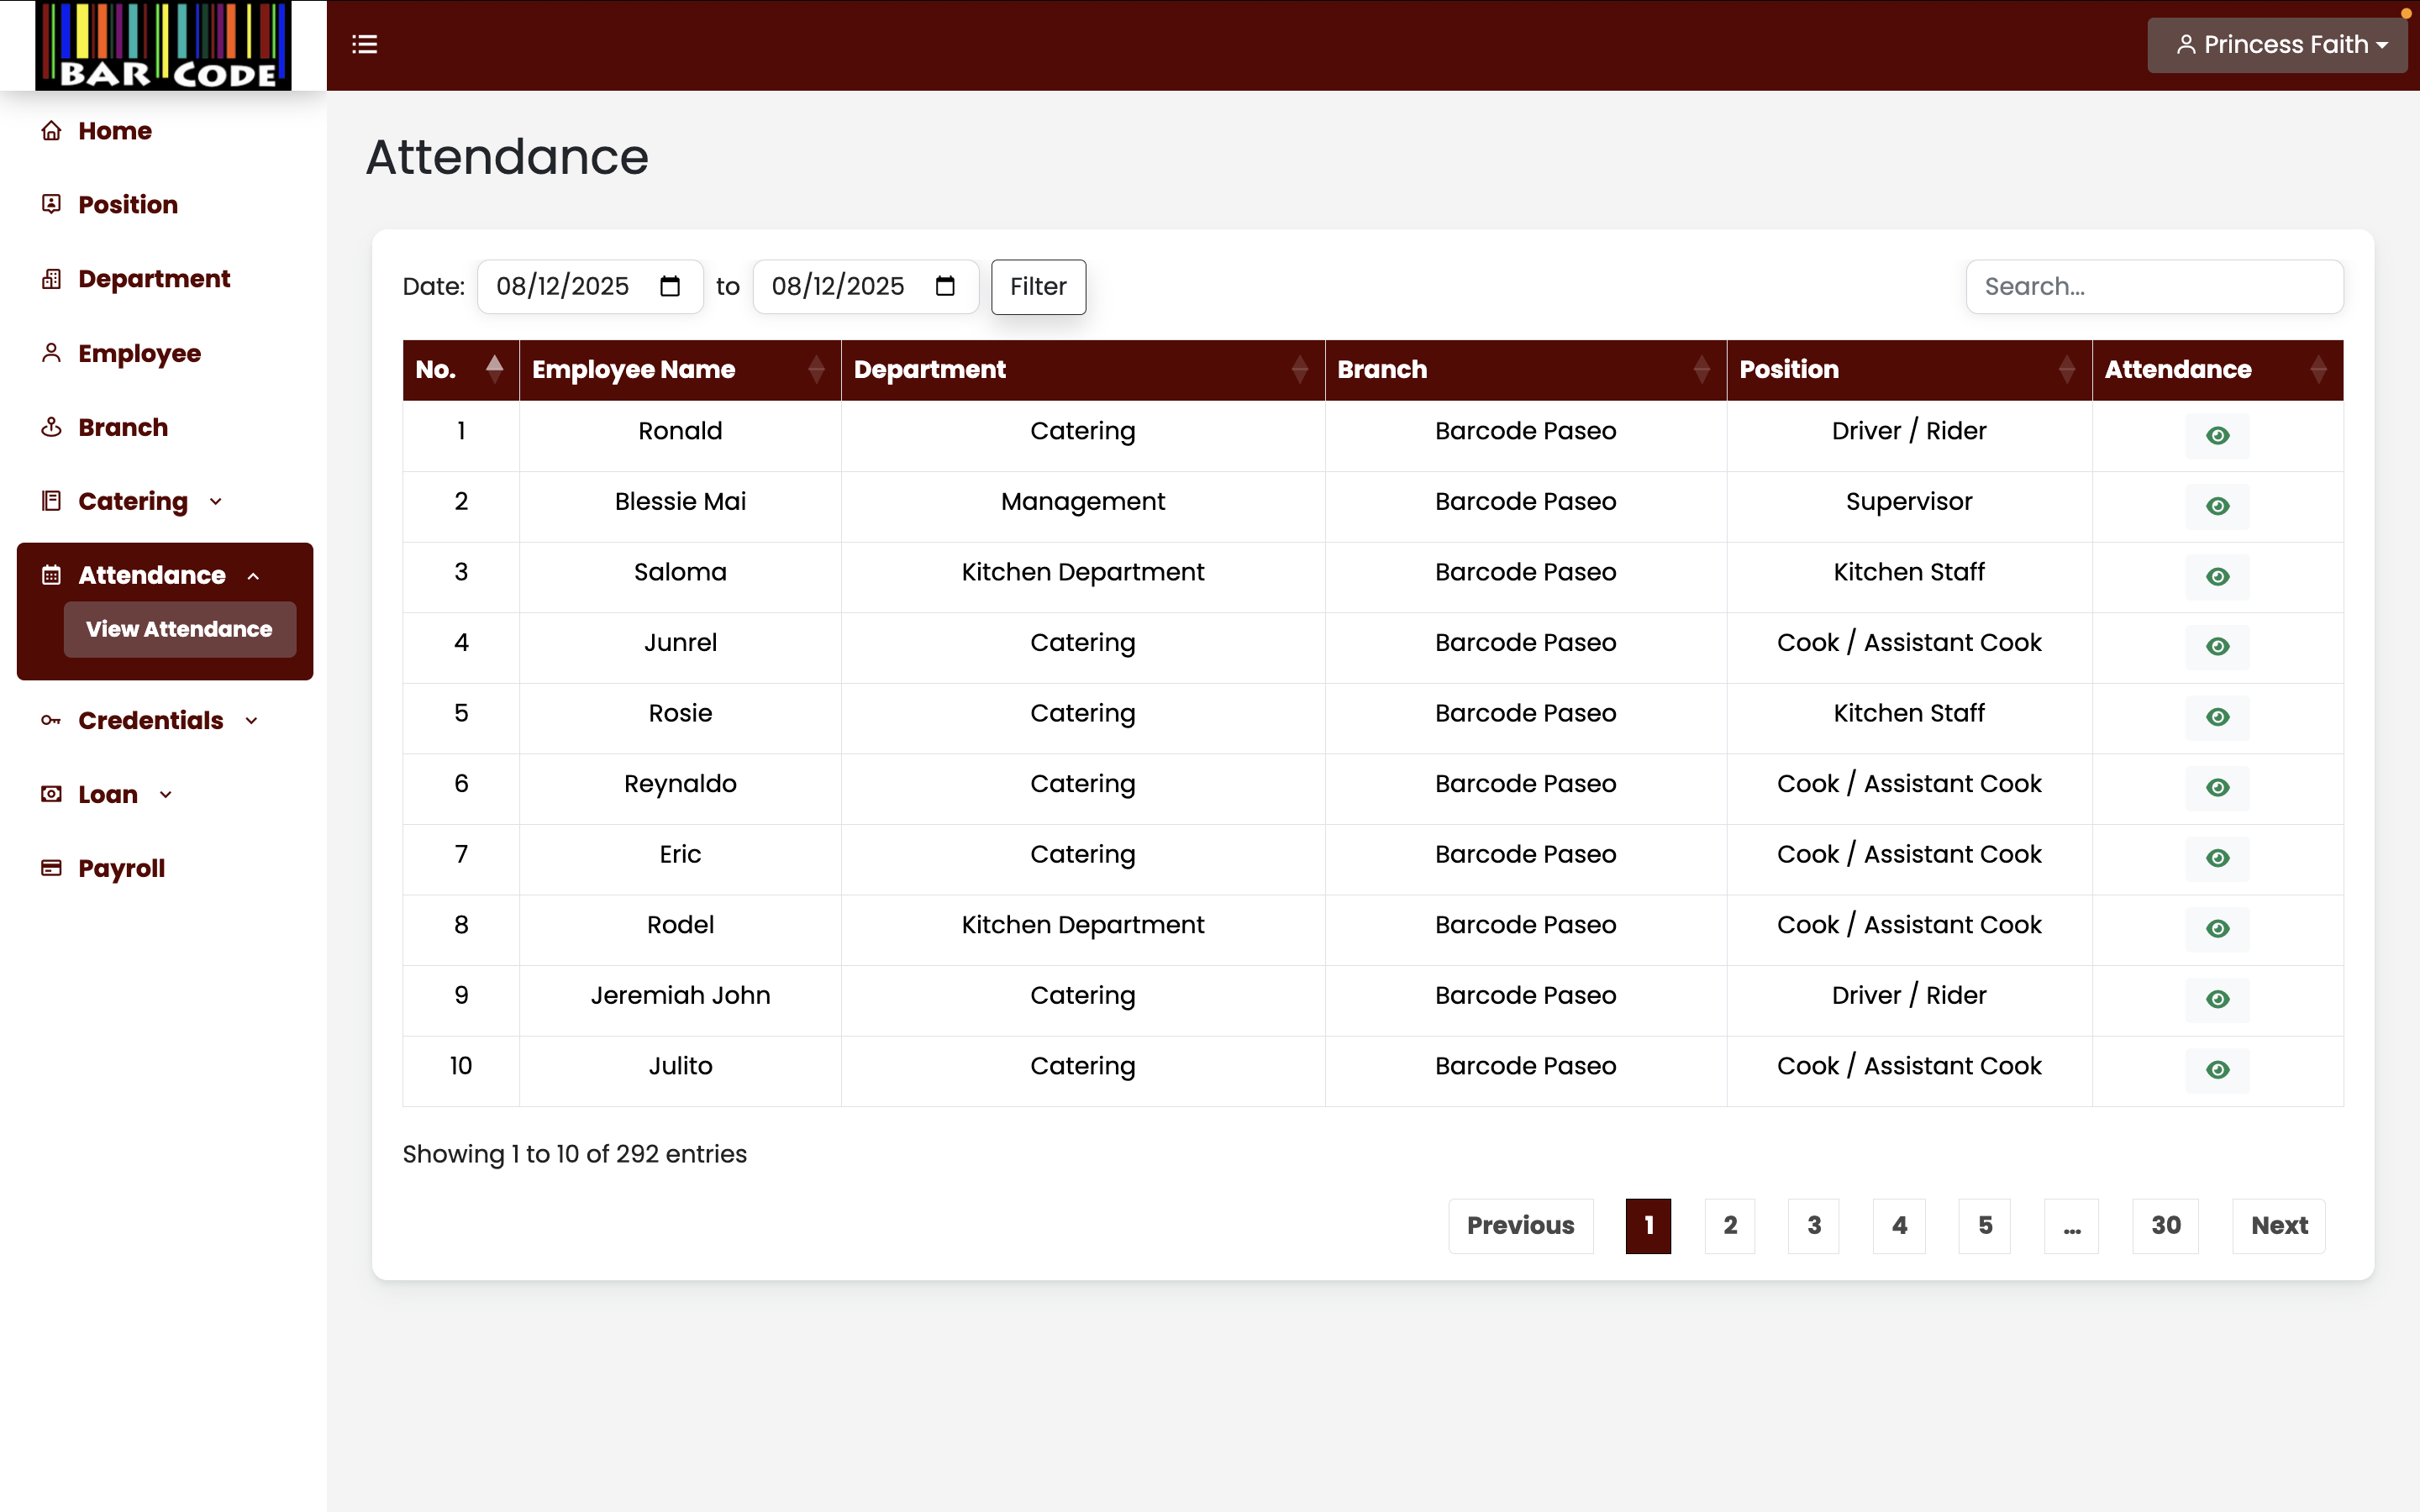 BAR CODE
Princess Faith
Home
Position
Department
Employee
Branch
Catering
Attendance
View Attendance
Credentials
Loan
Payroll
Attendance
Date: 08/12/2025 to 08/12/2025 Filter Search...
No. Employee Name Department Branch Position Attendance
1 Ronald Catering Barcode Paseo Driver / Rider
2 Blessie Mai Management Barcode Paseo Supervisor
3 Saloma Kitchen Department Barcode Paseo Kitchen Staff
4 Junrel Catering Barcode Paseo Cook / Assistant Cook
5 Rosie Catering Barcode Paseo Kitchen Staff
6 Reynaldo Catering Barcode Paseo Cook / Assistant Cook
7 Eric Catering Barcode Paseo Cook / Assistant Cook
8 Rodel Kitchen Department Barcode Paseo Cook / Assistant Cook
9 Jeremiah John Catering Barcode Paseo Driver / Rider
10 Julito Catering Barcode Paseo Cook / Assistant Cook
Showing 1 to 10 of 292 entries
Previous 1 2 3 4 5 ... 30 Next